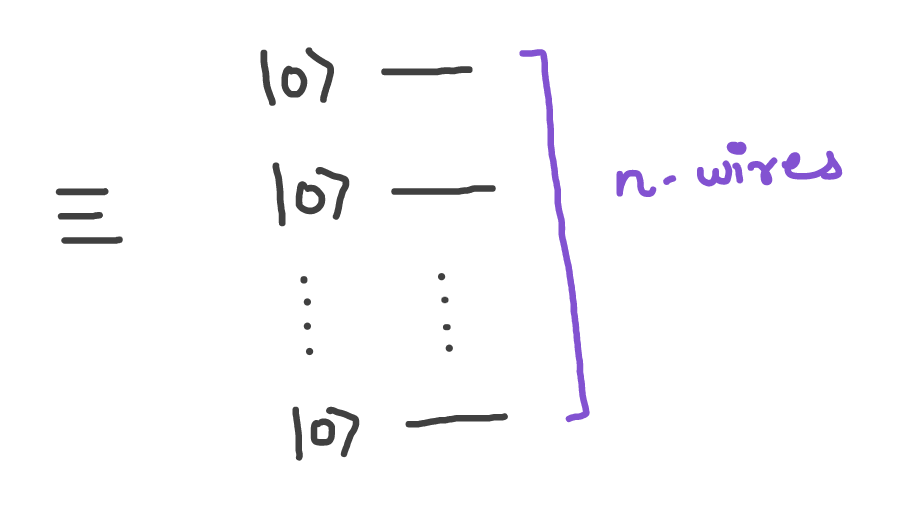 |0⟩ —
≡ |0⟩ — n-wires
⋮ ⋮
|0⟩ —